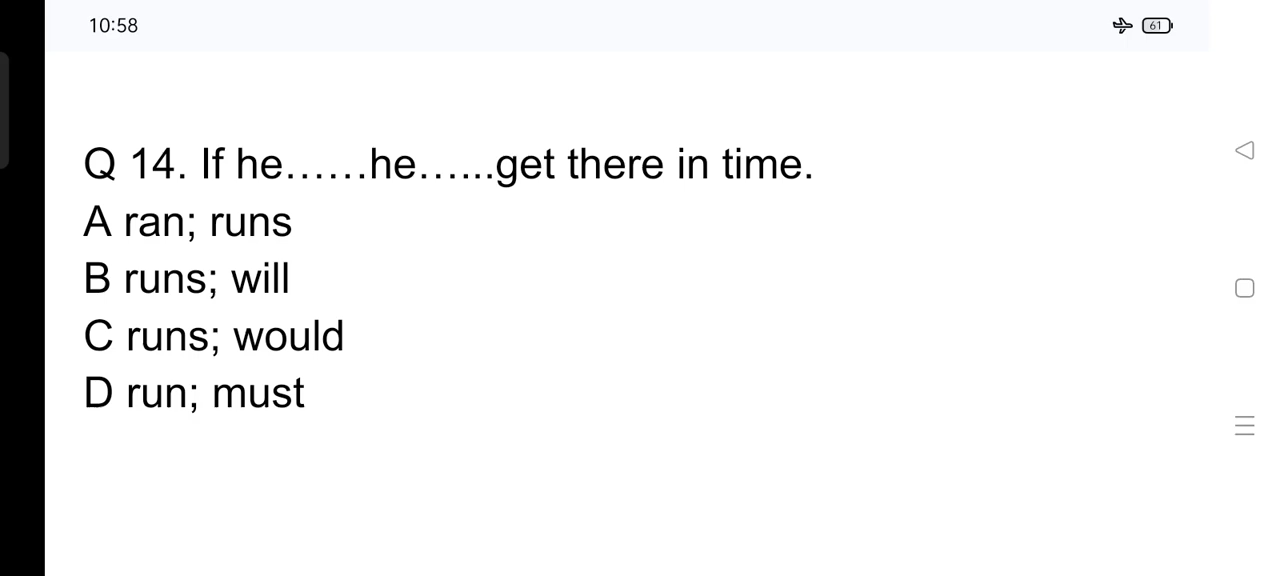 10:58
61
Q 14. If he……he…...get there in time.
A ran; runs
B runs; will
C runs; would
D run; must